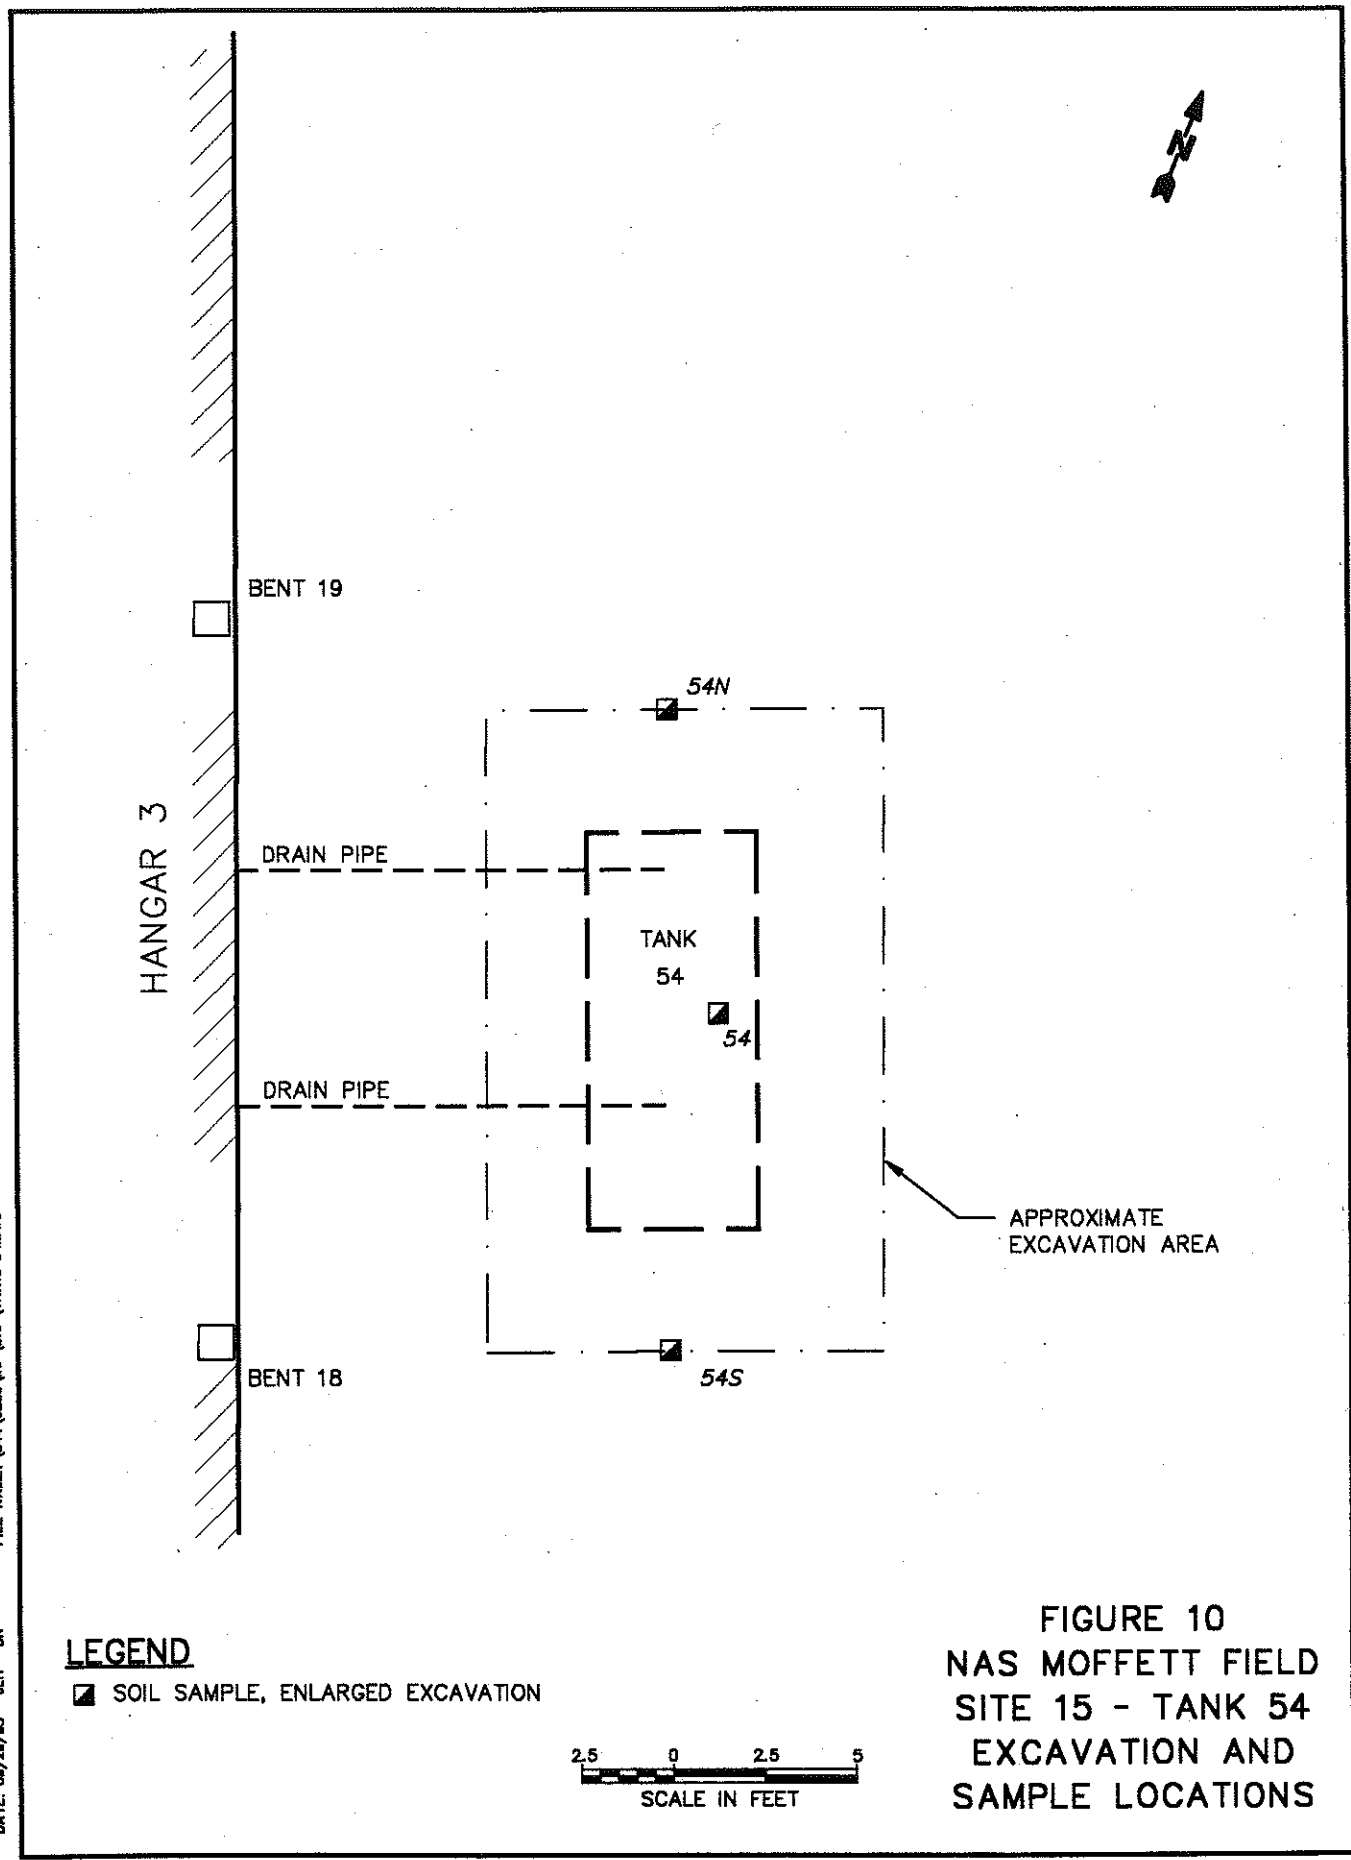 N
BENT 19
54N
HANGAR 3
DRAIN PIPE
TANK
54
54
DRAIN PIPE
APPROXIMATE
EXCAVATION AREA
BENT 18
54S
LEGEND
SOIL SAMPLE, ENLARGED EXCAVATION
2.5 0 2.5 5
SCALE IN FEET
FIGURE 10
NAS MOFFETT FIELD
SITE 15 - TANK 54
EXCAVATION AND
SAMPLE LOCATIONS